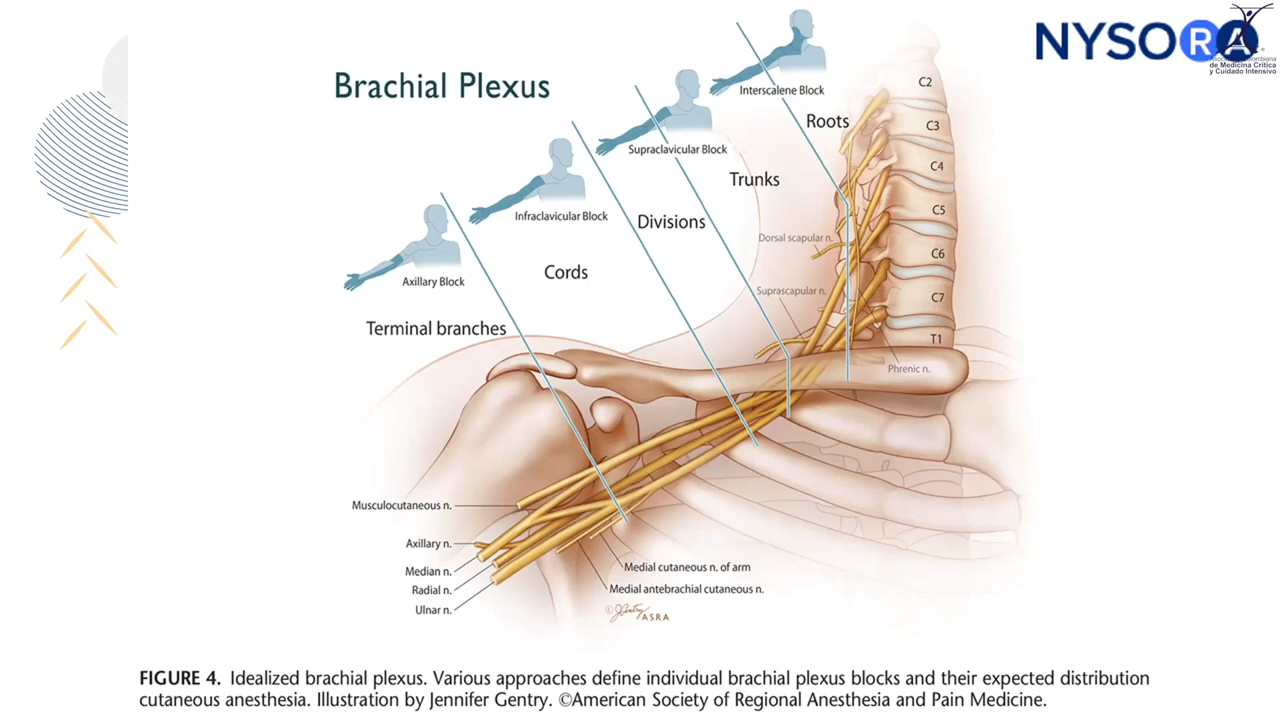 NYSORA
de Medicina Crítica
y Cuidado Intensivo
Brachial Plexus
Interscalene Block
Roots
Supraclavicular Block
Trunks
Infraclavicular Block
Divisions
Axillary Block
Cords
Terminal branches
C2
C3
C4
C5
C6
C7
T1
Dorsal scapular n.
Suprascapular n.
Phrenic n.
Musculocutaneous n.
Axillary n.
Median n.
Radial n.
Ulnar n.
Medial cutaneous n. of arm
Medial antebrachial cutaneous n.
© JGentry
ASRA
FIGURE 4. Idealized brachial plexus. Various approaches define individual brachial plexus blocks and their expected distribution
cutaneous anesthesia. Illustration by Jennifer Gentry. ©American Society of Regional Anesthesia and Pain Medicine.